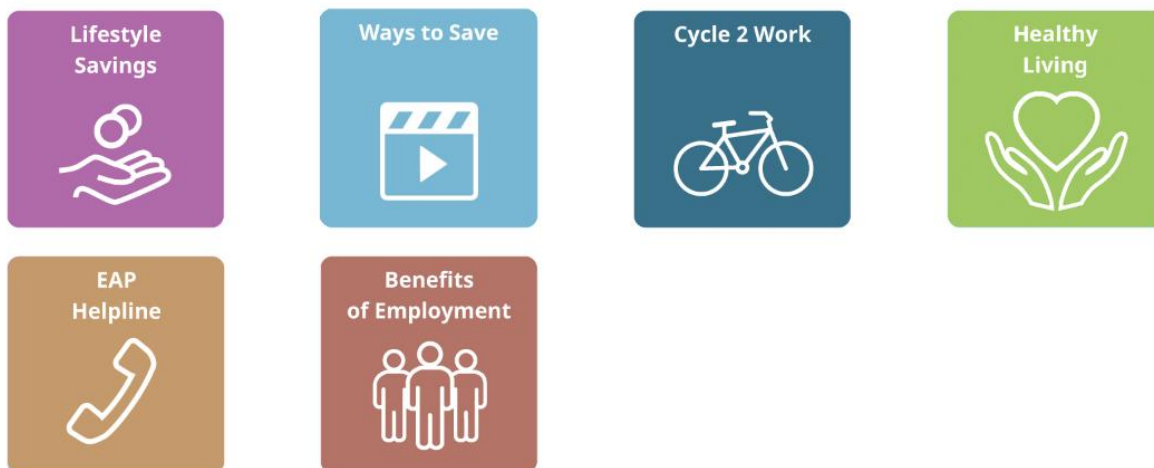 Lifestyle
Savings
Ways to Save
Cycle 2 Work
Healthy
Living
EAP
Helpline
Benefits
of Employment